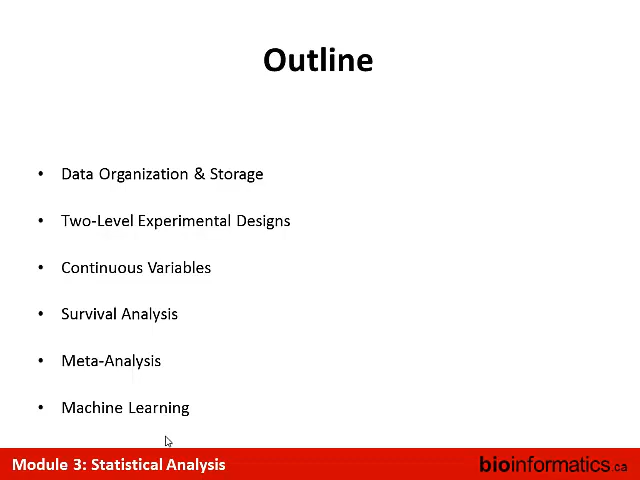 Outline
• Data Organization & Storage
• Two-Level Experimental Designs
• Continuous Variables
• Survival Analysis
• Meta-Analysis
• Machine Learning
Module 3: Statistical Analysis
bioinformatics.ca